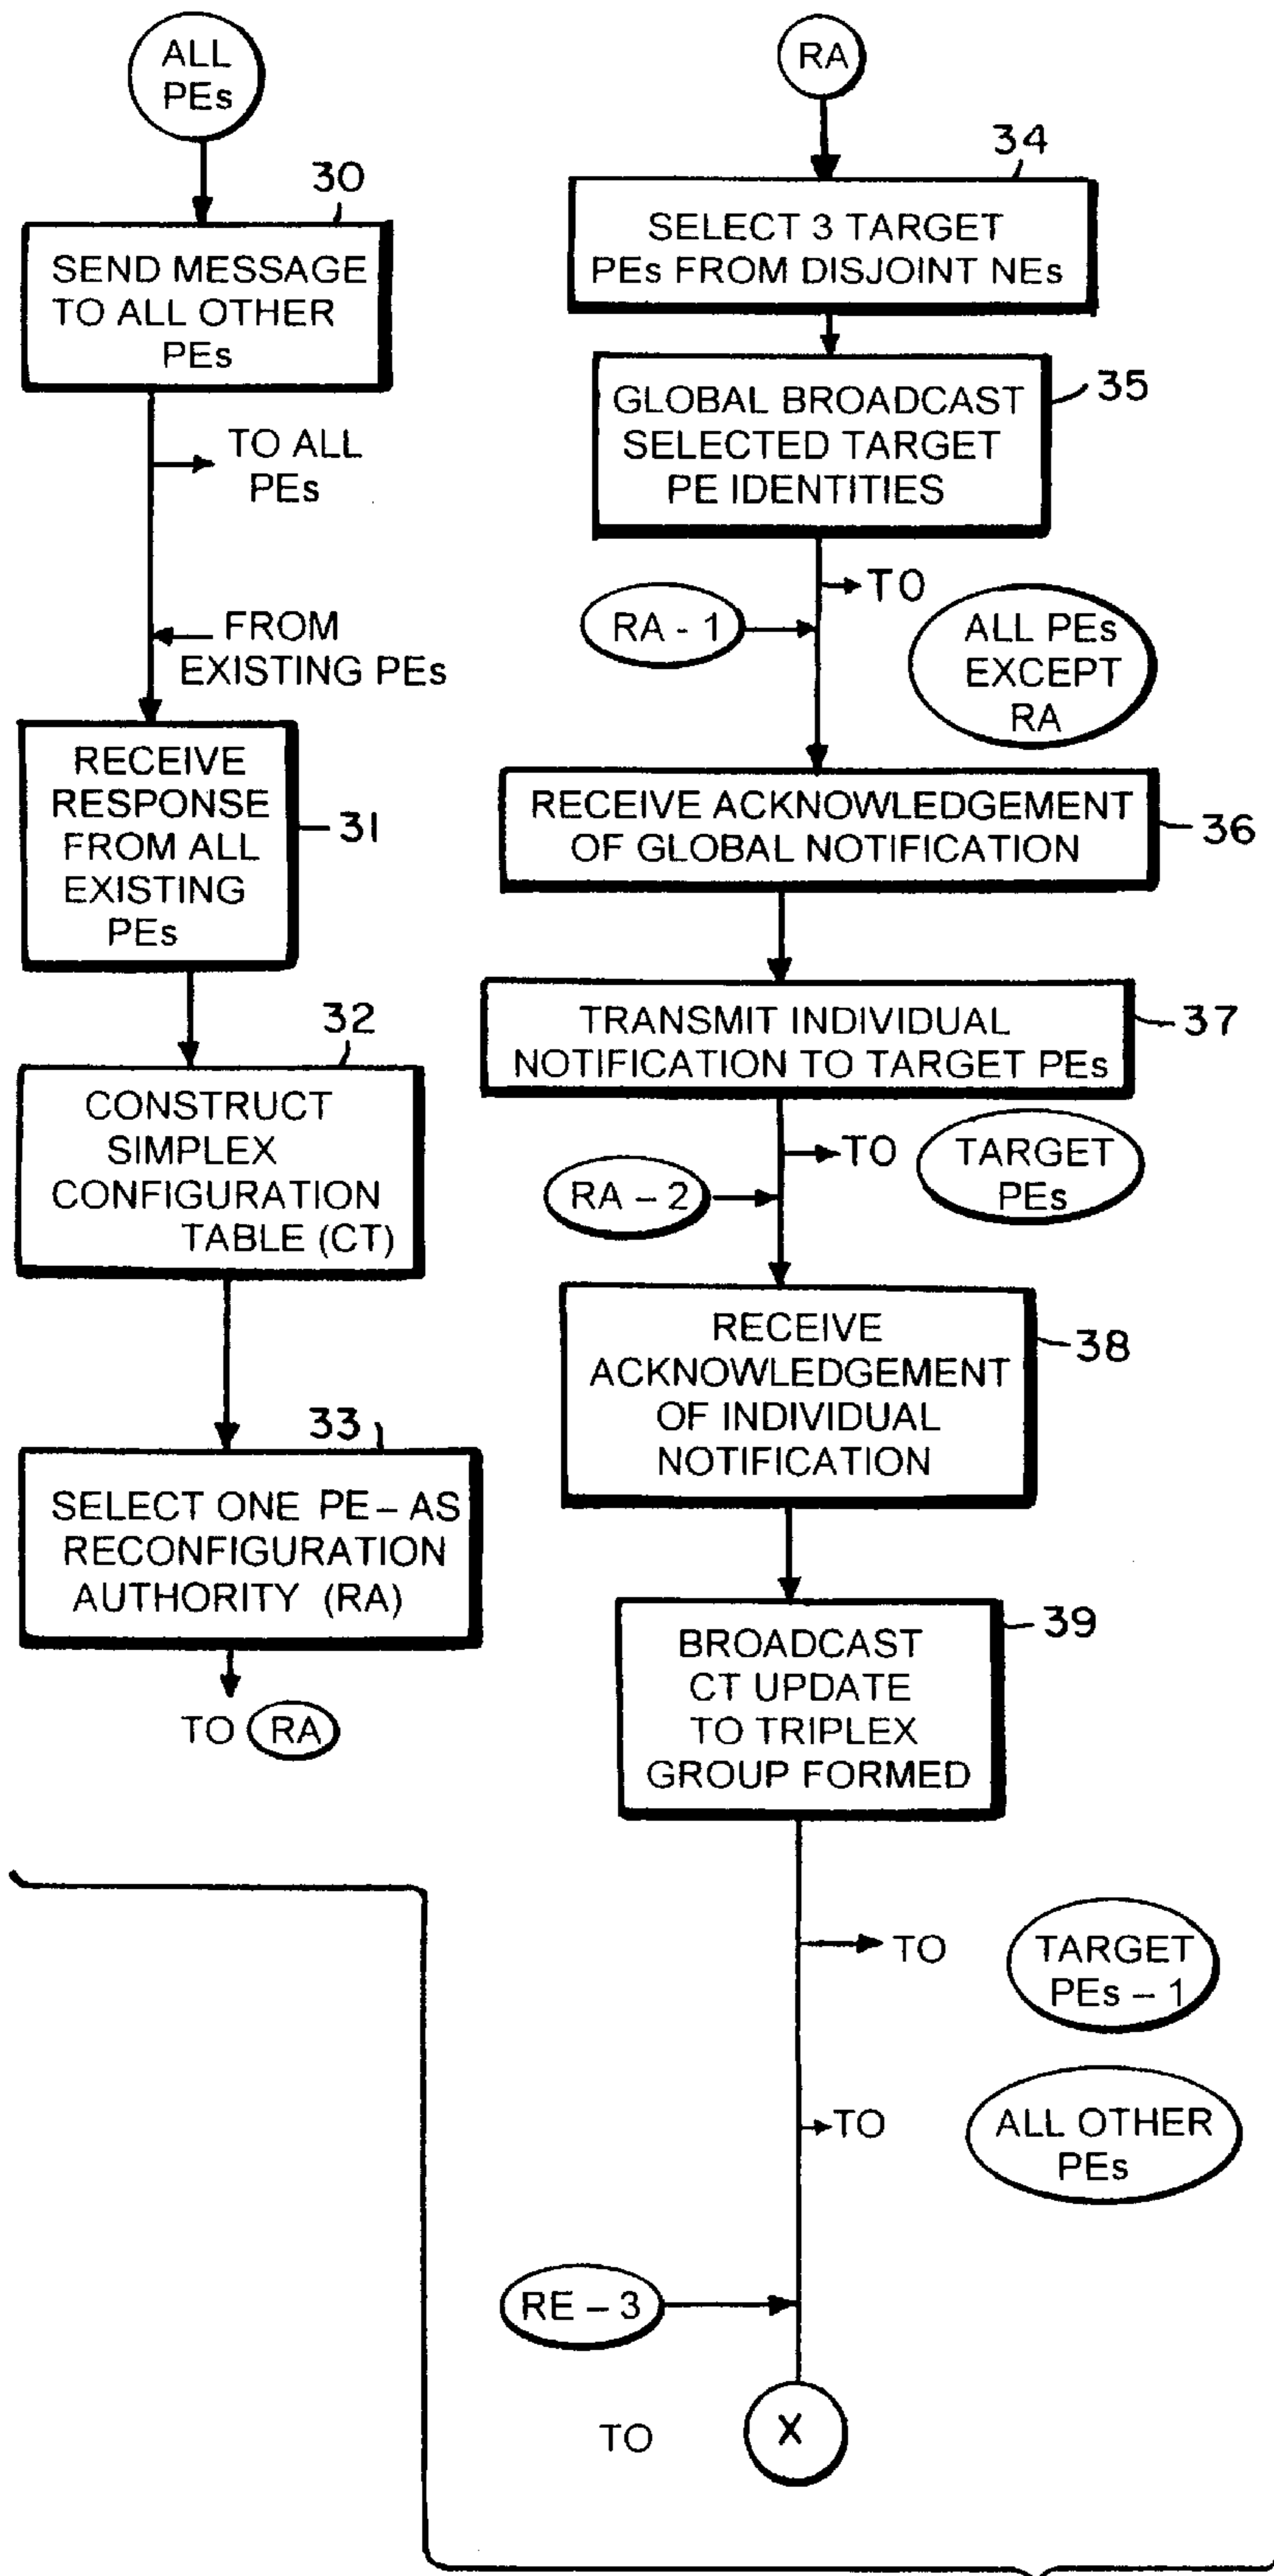 ALL
PEs
30
SEND MESSAGE
TO ALL OTHER
PEs
TO ALL
PEs
FROM
EXISTING PEs
RECEIVE
RESPONSE
FROM ALL
EXISTING
PEs
31
32
CONSTRUCT
SIMPLEX
CONFIGURATION
TABLE (CT)
33
SELECT ONE PE – AS
RECONFIGURATION
AUTHORITY (RA)
TO RA
RA
34
SELECT 3 TARGET
PEs FROM DISJOINT NEs
35
GLOBAL BROADCAST
SELECTED TARGET
PE IDENTITIES
TO
RA - 1
ALL PEs
EXCEPT
RA
RECEIVE ACKNOWLEDGEMENT
OF GLOBAL NOTIFICATION
36
TRANSMIT INDIVIDUAL
NOTIFICATION TO TARGET PEs
37
TO
TARGET
PEs
RA – 2
RECEIVE
ACKNOWLEDGEMENT
OF INDIVIDUAL
NOTIFICATION
38
39
BROADCAST
CT UPDATE
TO TRIPLEX
GROUP FORMED
TO
TARGET
PEs – 1
TO
ALL OTHER
PEs
RE – 3
TO
X